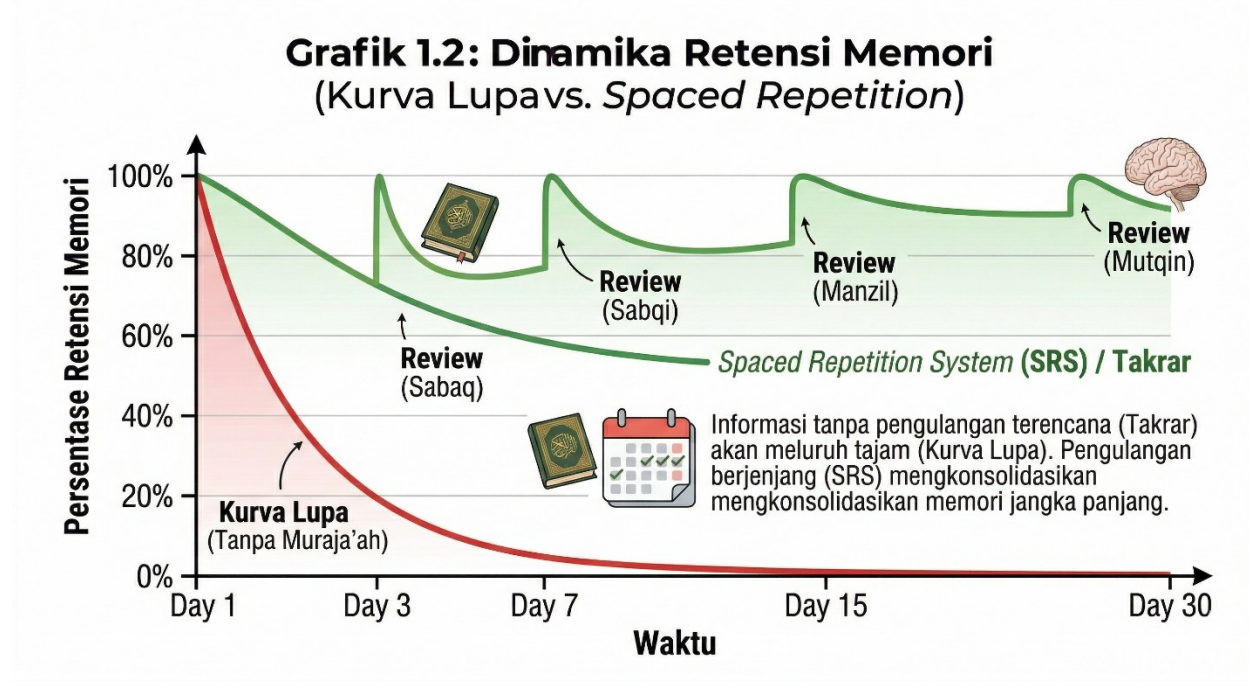 Grafik 1.2: Dinamika Retensi Memori
(Kurva Lupa vs. Spaced Repetition)
Persentase Retensi Memori
100%
80%
60%
40%
20%
0%
Review
(Sabaq)
Review
(Sabqi)
Review
(Manzil)
Review
(Mutqin)
Spaced Repetition System (SRS) / Takrar
Kurva Lupa
(Tanpa Muraja'ah)
Informasi tanpa pengulangan terencana (Takrar)
akan meluruh tajam (Kurva Lupa). Pengulangan
berjenjang (SRS) mengkonsolidasikan
mengkonsolidasikan memori jangka panjang.
Day 1
Day 3
Day 7
Day 15
Day 30
Waktu